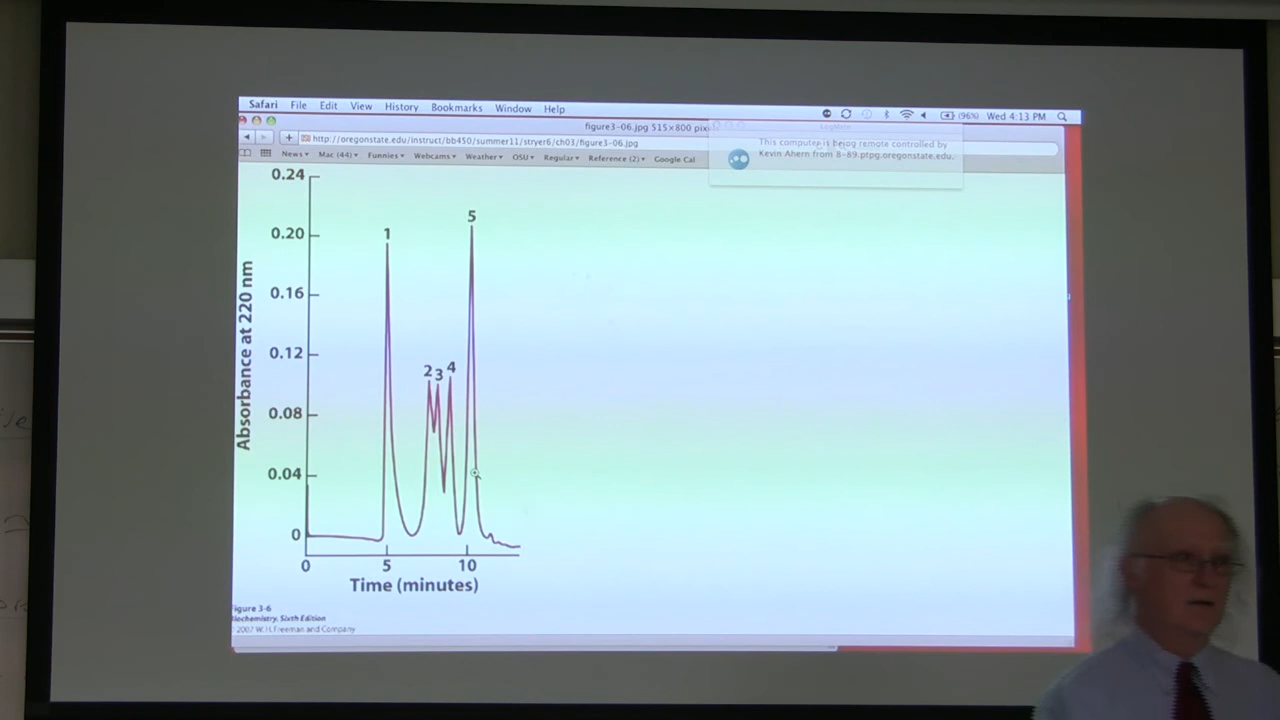 Safari File Edit View History Bookmarks Window Help (96%) Wed 4:13 PM
figure3-06.jpg 515×800 pix
http://oregonstate.edu/instruct/bb450/summer11/stryer6/ch03/figure3-06.jpg
News Mac (44) Funnies Webcams Weather OSU Regular Reference (2) Google Cal
This computer is being remote controlled by
Kevin Ahern from 8-89.ptpg.oregonstate.edu.
0.24
0.20
0.16
0.12
0.08
0.04
0
Absorbance at 220 nm
1
2 3 4
5
0 5 10
Time (minutes)
igure 3-6
iochemistry, Sixth Edition
2007 W. H. Freeman and Company